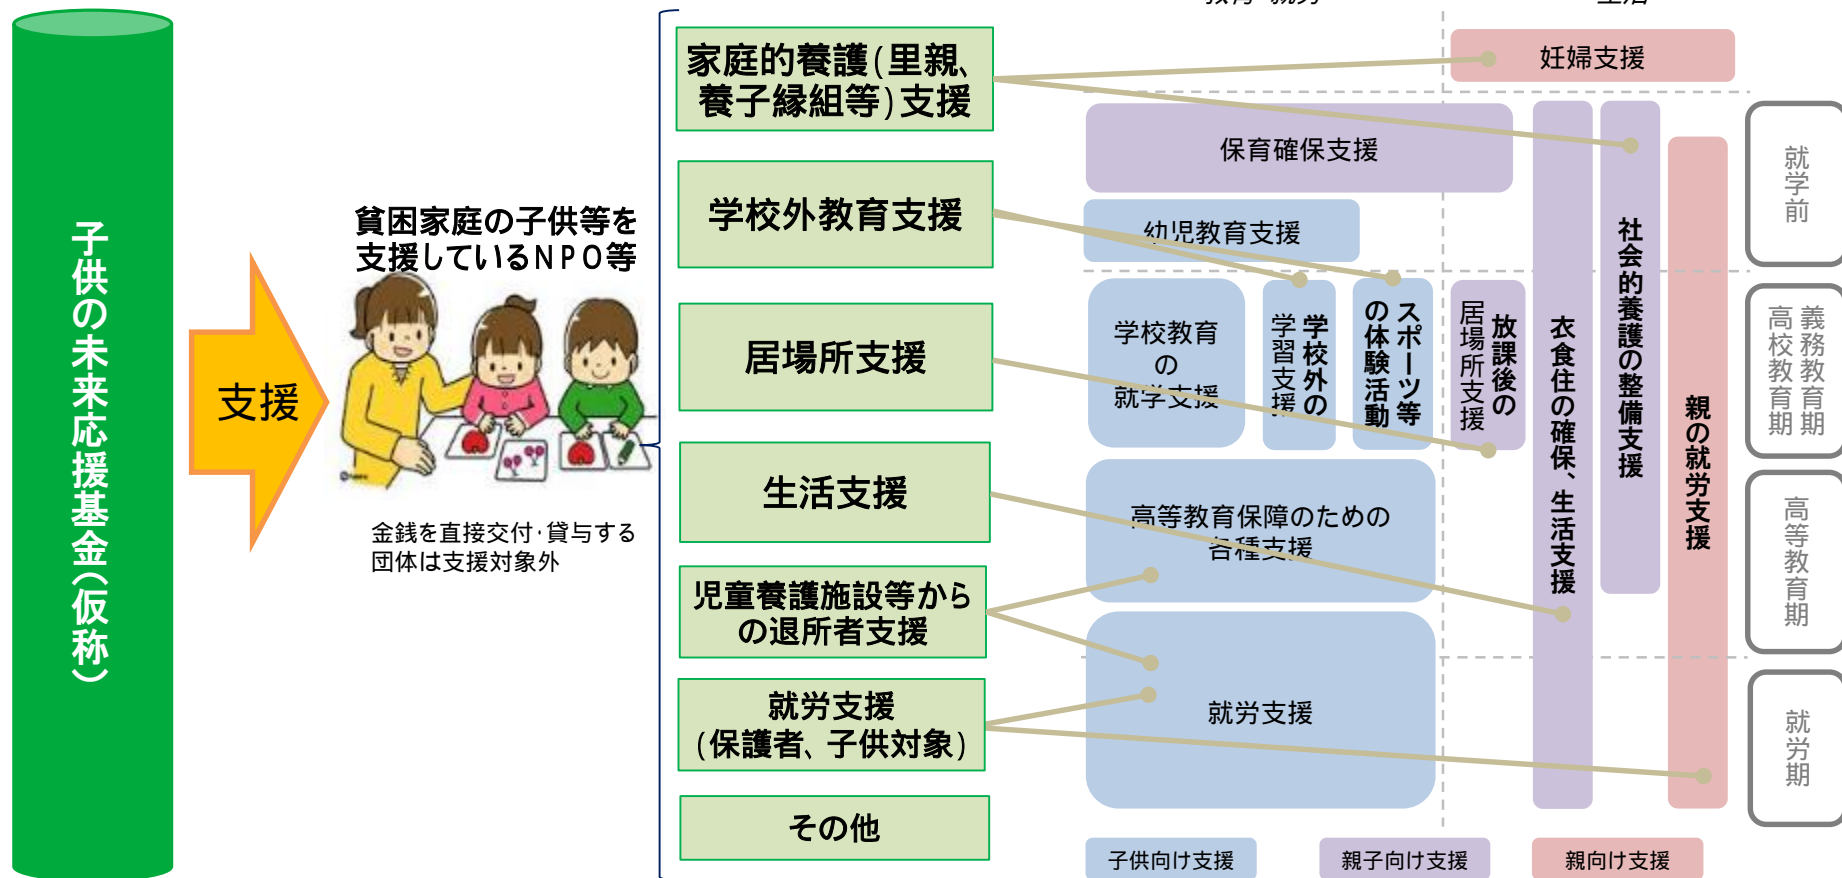 子供の未来応援基金(仮称)
支援
貧困家庭の子供等を
支援しているNPO等
金銭を直接交付・貸与する
団体は支援対象外
家庭的養護(里親、
養子縁組等)支援
学校外教育支援
居場所支援
生活支援
児童養護施設等から
の退所者支援
就労支援
(保護者、子供対象)
その他
妊婦支援
保育確保支援
幼児教育支援
学校教育
の
就学支援
学校外の
学習支援
スポーツ等
の体験活動
放課後の
居場所支援
衣食住の確保、生活支援
社会的養護の整備支援
親の就労支援
高等教育保障のための
各種支援
就労支援
就学前
義務教育期
高校教育期
高等教育期
就労期
子供向け支援
親子向け支援
親向け支援